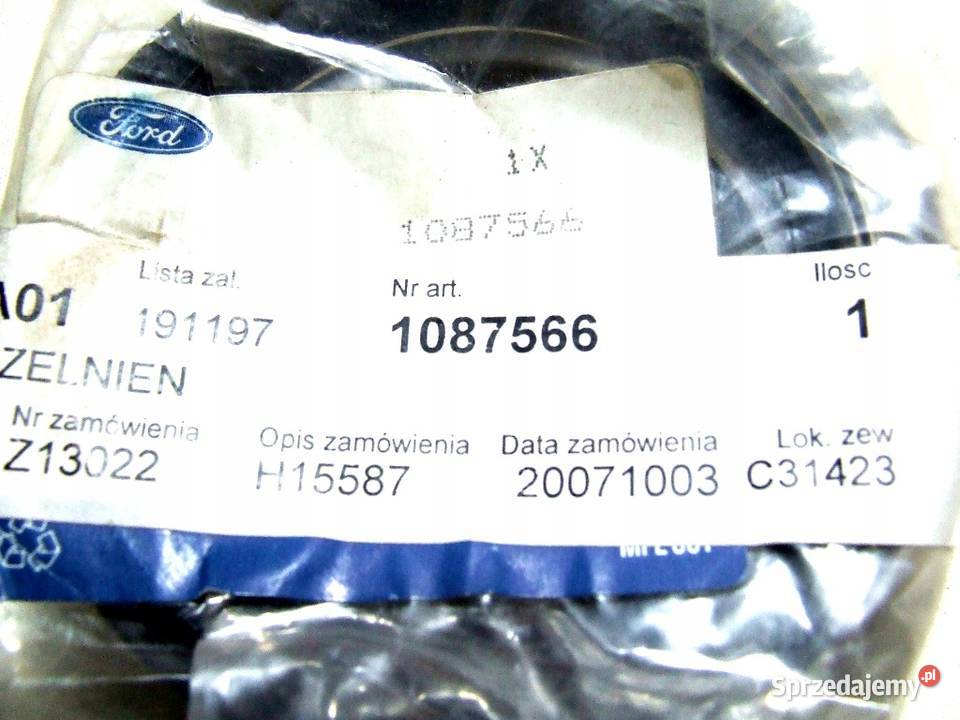 Ford
1 X
1087566
Lista zal.
Nr art.
Ilosc
A01
191197
1087566
1
ZELNIEN
Nr zamówienia
Opis zamówienia
Data zamówienia
Lok. zew
Z13022
H15587
20071003
C31423
Sprzedajemy.pl